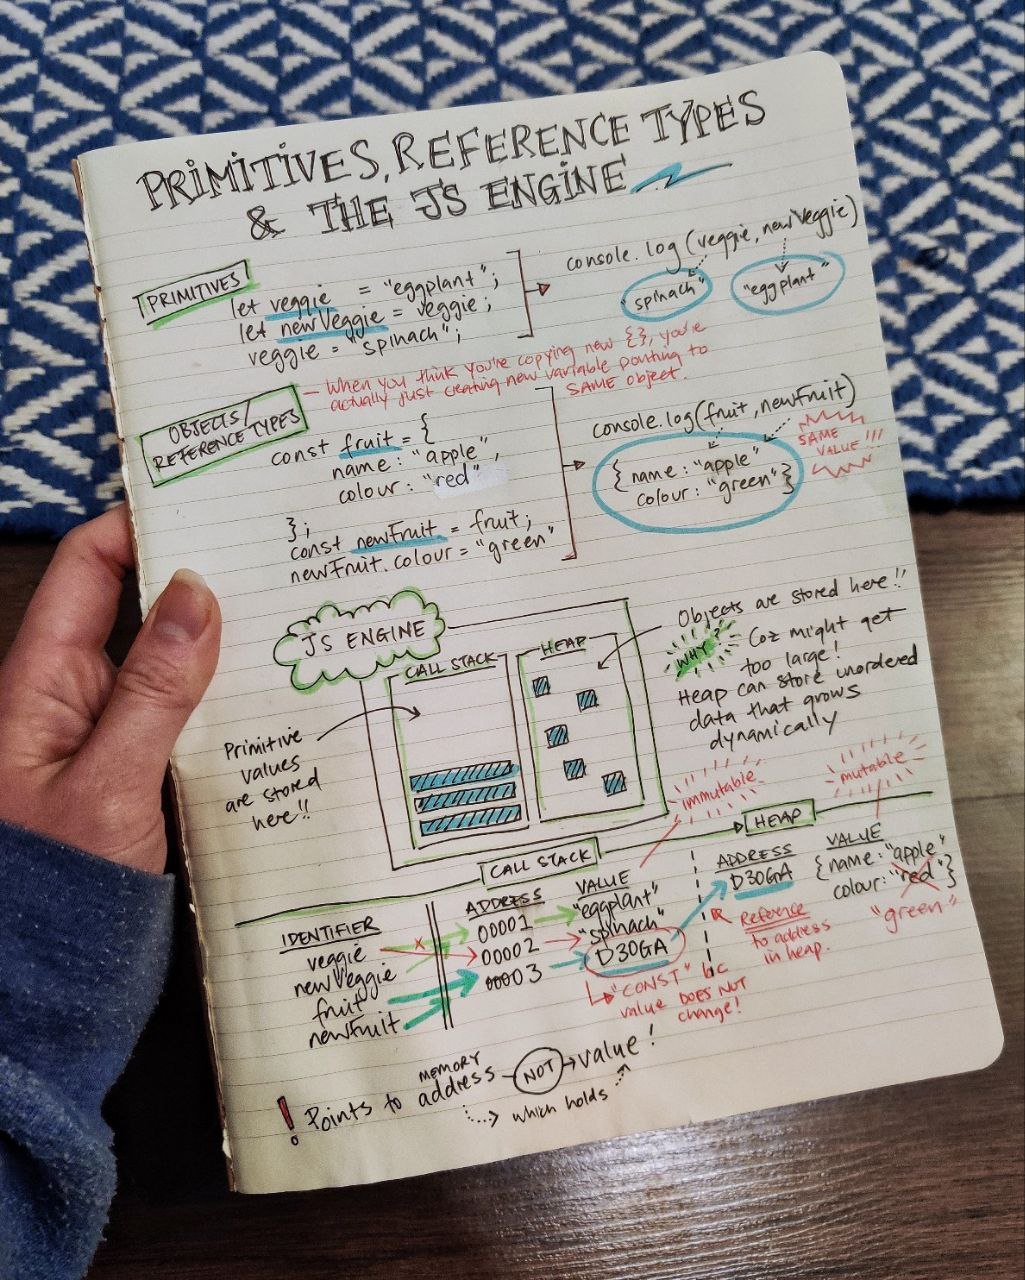 PRIMITIVES, REFERENCE TYPES
& THE JS ENGINE
PRIMITIVES
let veggie = "eggplant";
let newVeggie = veggie;
veggie = "spinach";
console.log (veggie, newVeggie)
"spinach"
"eggplant"
OBJECTS/
REFERENCE TYPES
— When you think you're copying new {}, you're
actually just creating new variable pointing to
SAME object.
const fruit = {
name: "apple",
colour: "red"
};
const newFruit = fruit;
newFruit.colour = "green"
console.log(fruit, newFruit)
{ name: "apple"
colour: "green" }
SAME
VALUE !!!
JS ENGINE
CALL STACK
HEAP
Primitive
values
are stored
here!!
Objects are stored here!!
WHY?
Coz might get
too large!
Heap can store unordered
data that grows
dynamically
immutable
mutable
CALL STACK
HEAP
IDENTIFIER
veggie
newVeggie
fruit
newFruit
ADDRESS
00001
00002
00003
VALUE
"eggplant"
"spinach"
D30GA
"CONST" bc
value DOES NOT
change!
ADDRESS
D30GA
Reference
to address
in heap.
VALUE
{name: "apple"
colour: "red"}
"green"
! Points to MEMORY address NOT value!
which holds